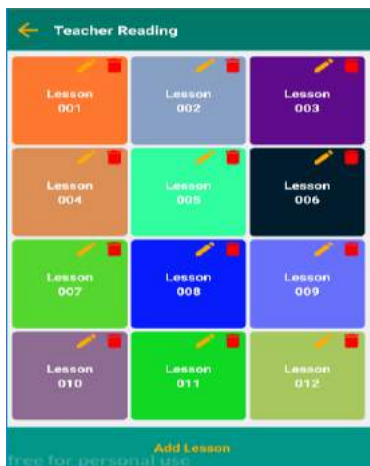 Teacher Reading
Lesson
001
Lesson
002
Lesson
003
Lesson
004
Lesson
005
Lesson
006
Lesson
007
Lesson
008
Lesson
009
Lesson
010
Lesson
011
Lesson
012
Add Lesson
free for personal use